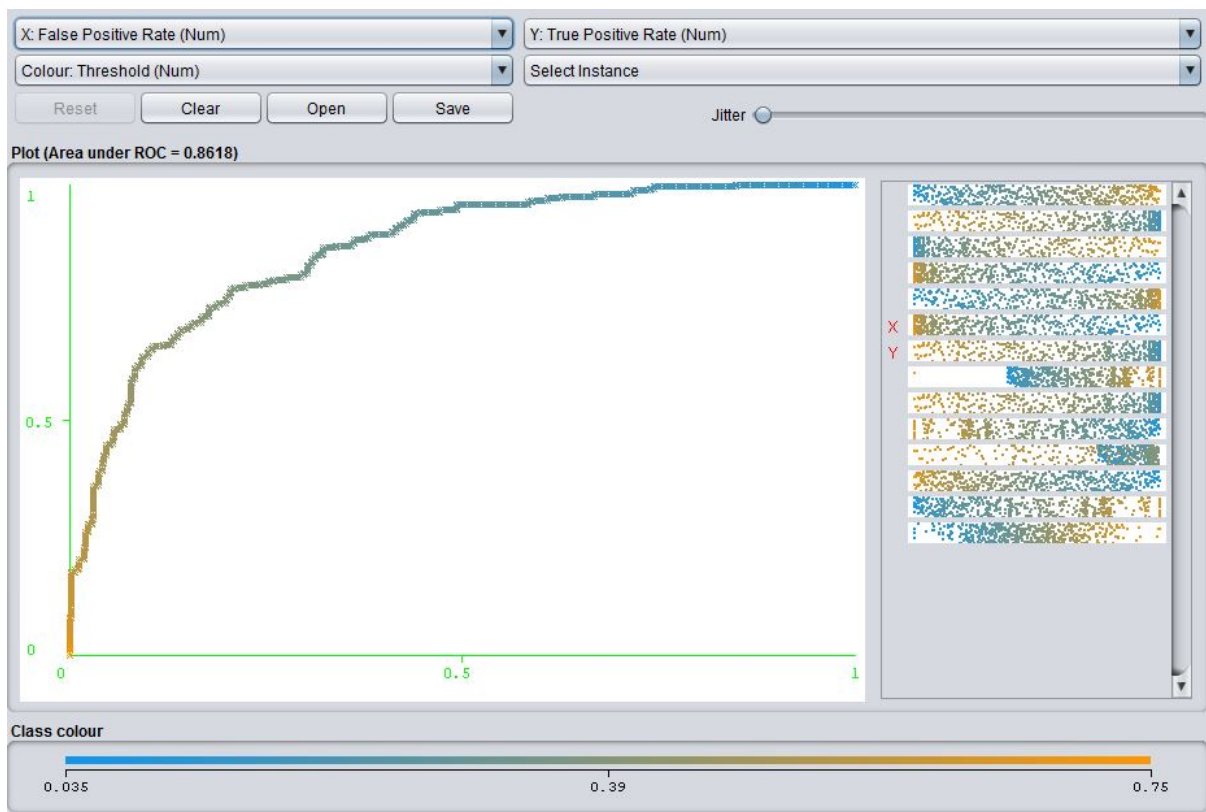 X: False Positive Rate (Num)
Y: True Positive Rate (Num)
Colour: Threshold (Num)
Select Instance
Reset
Clear
Open
Save
Jitter
Plot (Area under ROC = 0.8618)
1
0.5
0
0
0.5
1
X
Y
Class colour
0.035
0.39
0.75